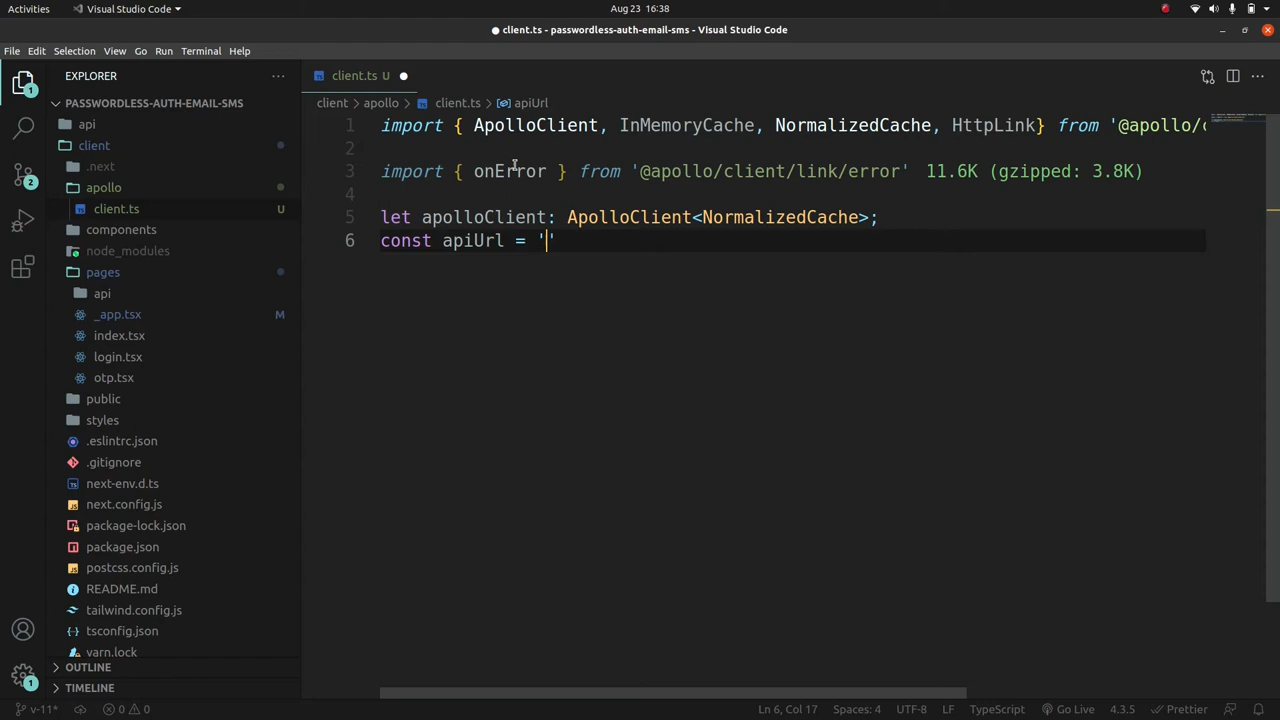 Activities
Visual Studio Code
Aug 23 16:38
client.ts - passwordless-auth-email-sms - Visual Studio Code
File Edit Selection View Go Run Terminal Help
EXPLORER
PASSWORDLESS-AUTH-EMAIL-SMS
api
client
.next
apollo
client.ts U
components
node_modules
pages
api
_app.tsx M
index.tsx
login.tsx
otp.tsx
public
styles
.eslintrc.json
.gitignore
next-env.d.ts
next.config.js
package-lock.json
package.json
postcss.config.js
README.md
tailwind.config.js
tsconfig.json
yarn.lock
OUTLINE
TIMELINE
1
2
1
client.ts U
client > apollo > client.ts > apiUrl
1 import { ApolloClient, InMemoryCache, NormalizedCache, HttpLink} from '@apollo/c
2
3 import { onError } from '@apollo/client/link/error' 11.6K (gzipped: 3.8K)
4
5 let apolloClient: ApolloClient<NormalizedCache>;
6 const apiUrl = ''
v-11* 0 0 Ln 6, Col 17 Spaces: 4 UTF-8 LF TypeScript Go Live 4.3.5 Prettier